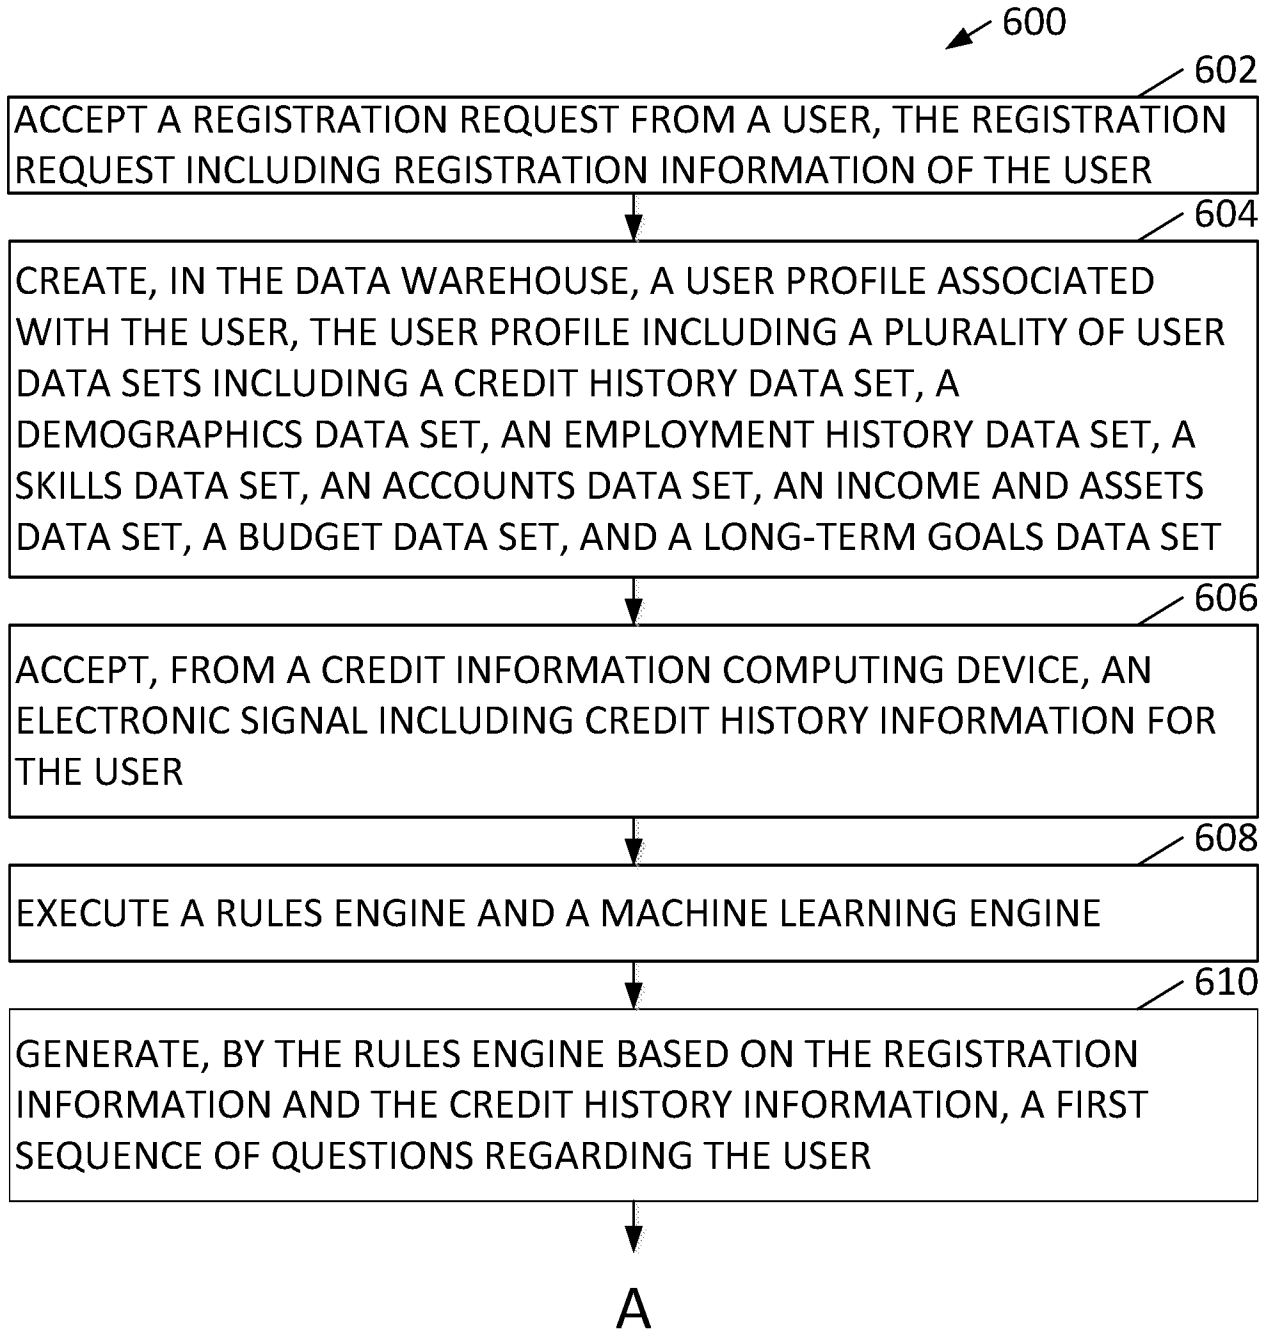 600
602
ACCEPT A REGISTRATION REQUEST FROM A USER, THE REGISTRATION
REQUEST INCLUDING REGISTRATION INFORMATION OF THE USER
604
CREATE, IN THE DATA WAREHOUSE, A USER PROFILE ASSOCIATED
WITH THE USER, THE USER PROFILE INCLUDING A PLURALITY OF USER
DATA SETS INCLUDING A CREDIT HISTORY DATA SET, A
DEMOGRAPHICS DATA SET, AN EMPLOYMENT HISTORY DATA SET, A
SKILLS DATA SET, AN ACCOUNTS DATA SET, AN INCOME AND ASSETS
DATA SET, A BUDGET DATA SET, AND A LONG-TERM GOALS DATA SET
606
ACCEPT, FROM A CREDIT INFORMATION COMPUTING DEVICE, AN
ELECTRONIC SIGNAL INCLUDING CREDIT HISTORY INFORMATION FOR
THE USER
608
EXECUTE A RULES ENGINE AND A MACHINE LEARNING ENGINE
610
GENERATE, BY THE RULES ENGINE BASED ON THE REGISTRATION
INFORMATION AND THE CREDIT HISTORY INFORMATION, A FIRST
SEQUENCE OF QUESTIONS REGARDING THE USER
A